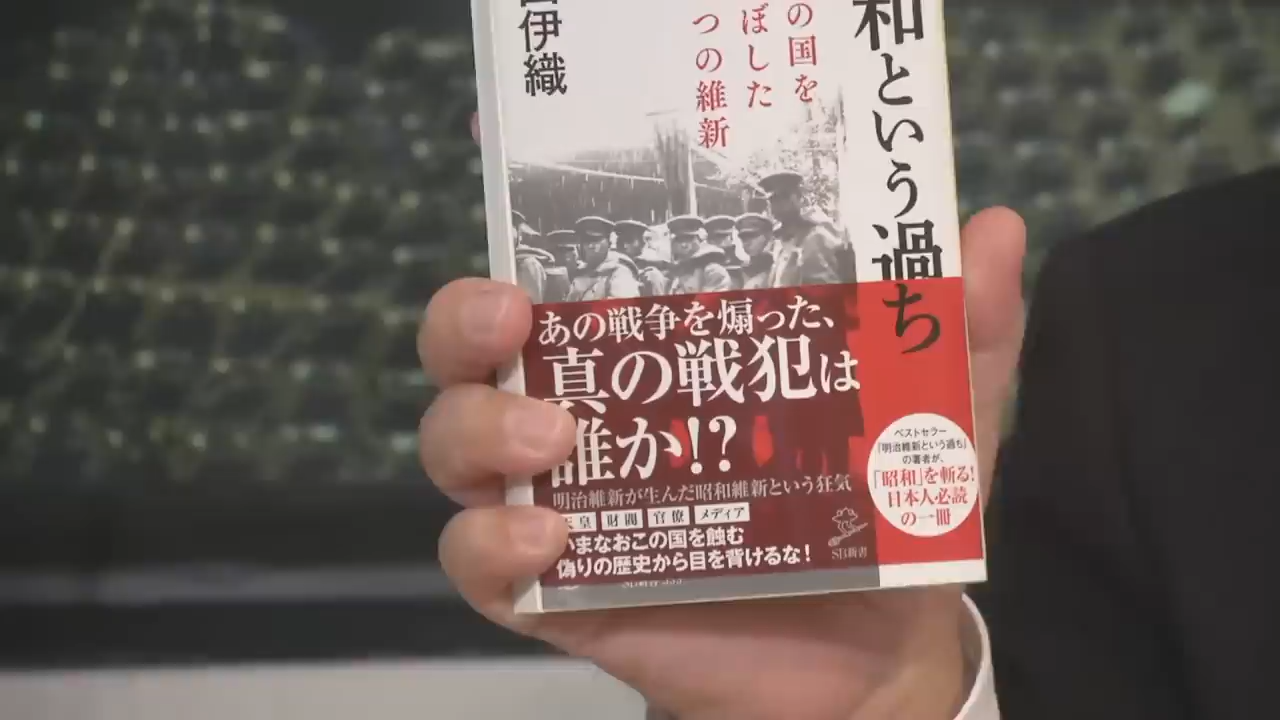 和という過ち
の国を
ぼした
つの維新
伊織
あの戦争を煽った、
真の戦犯は
誰か!?
明治維新が生んだ昭和維新という狂気
天皇 財閥 官僚 メディア
いまなおこの国を蝕む
偽りの歴史から目を背けるな!
ベストセラー
「明治維新という過ち」
の著者が、
「昭和」を斬る!
日本人必読
の一冊
SB新書